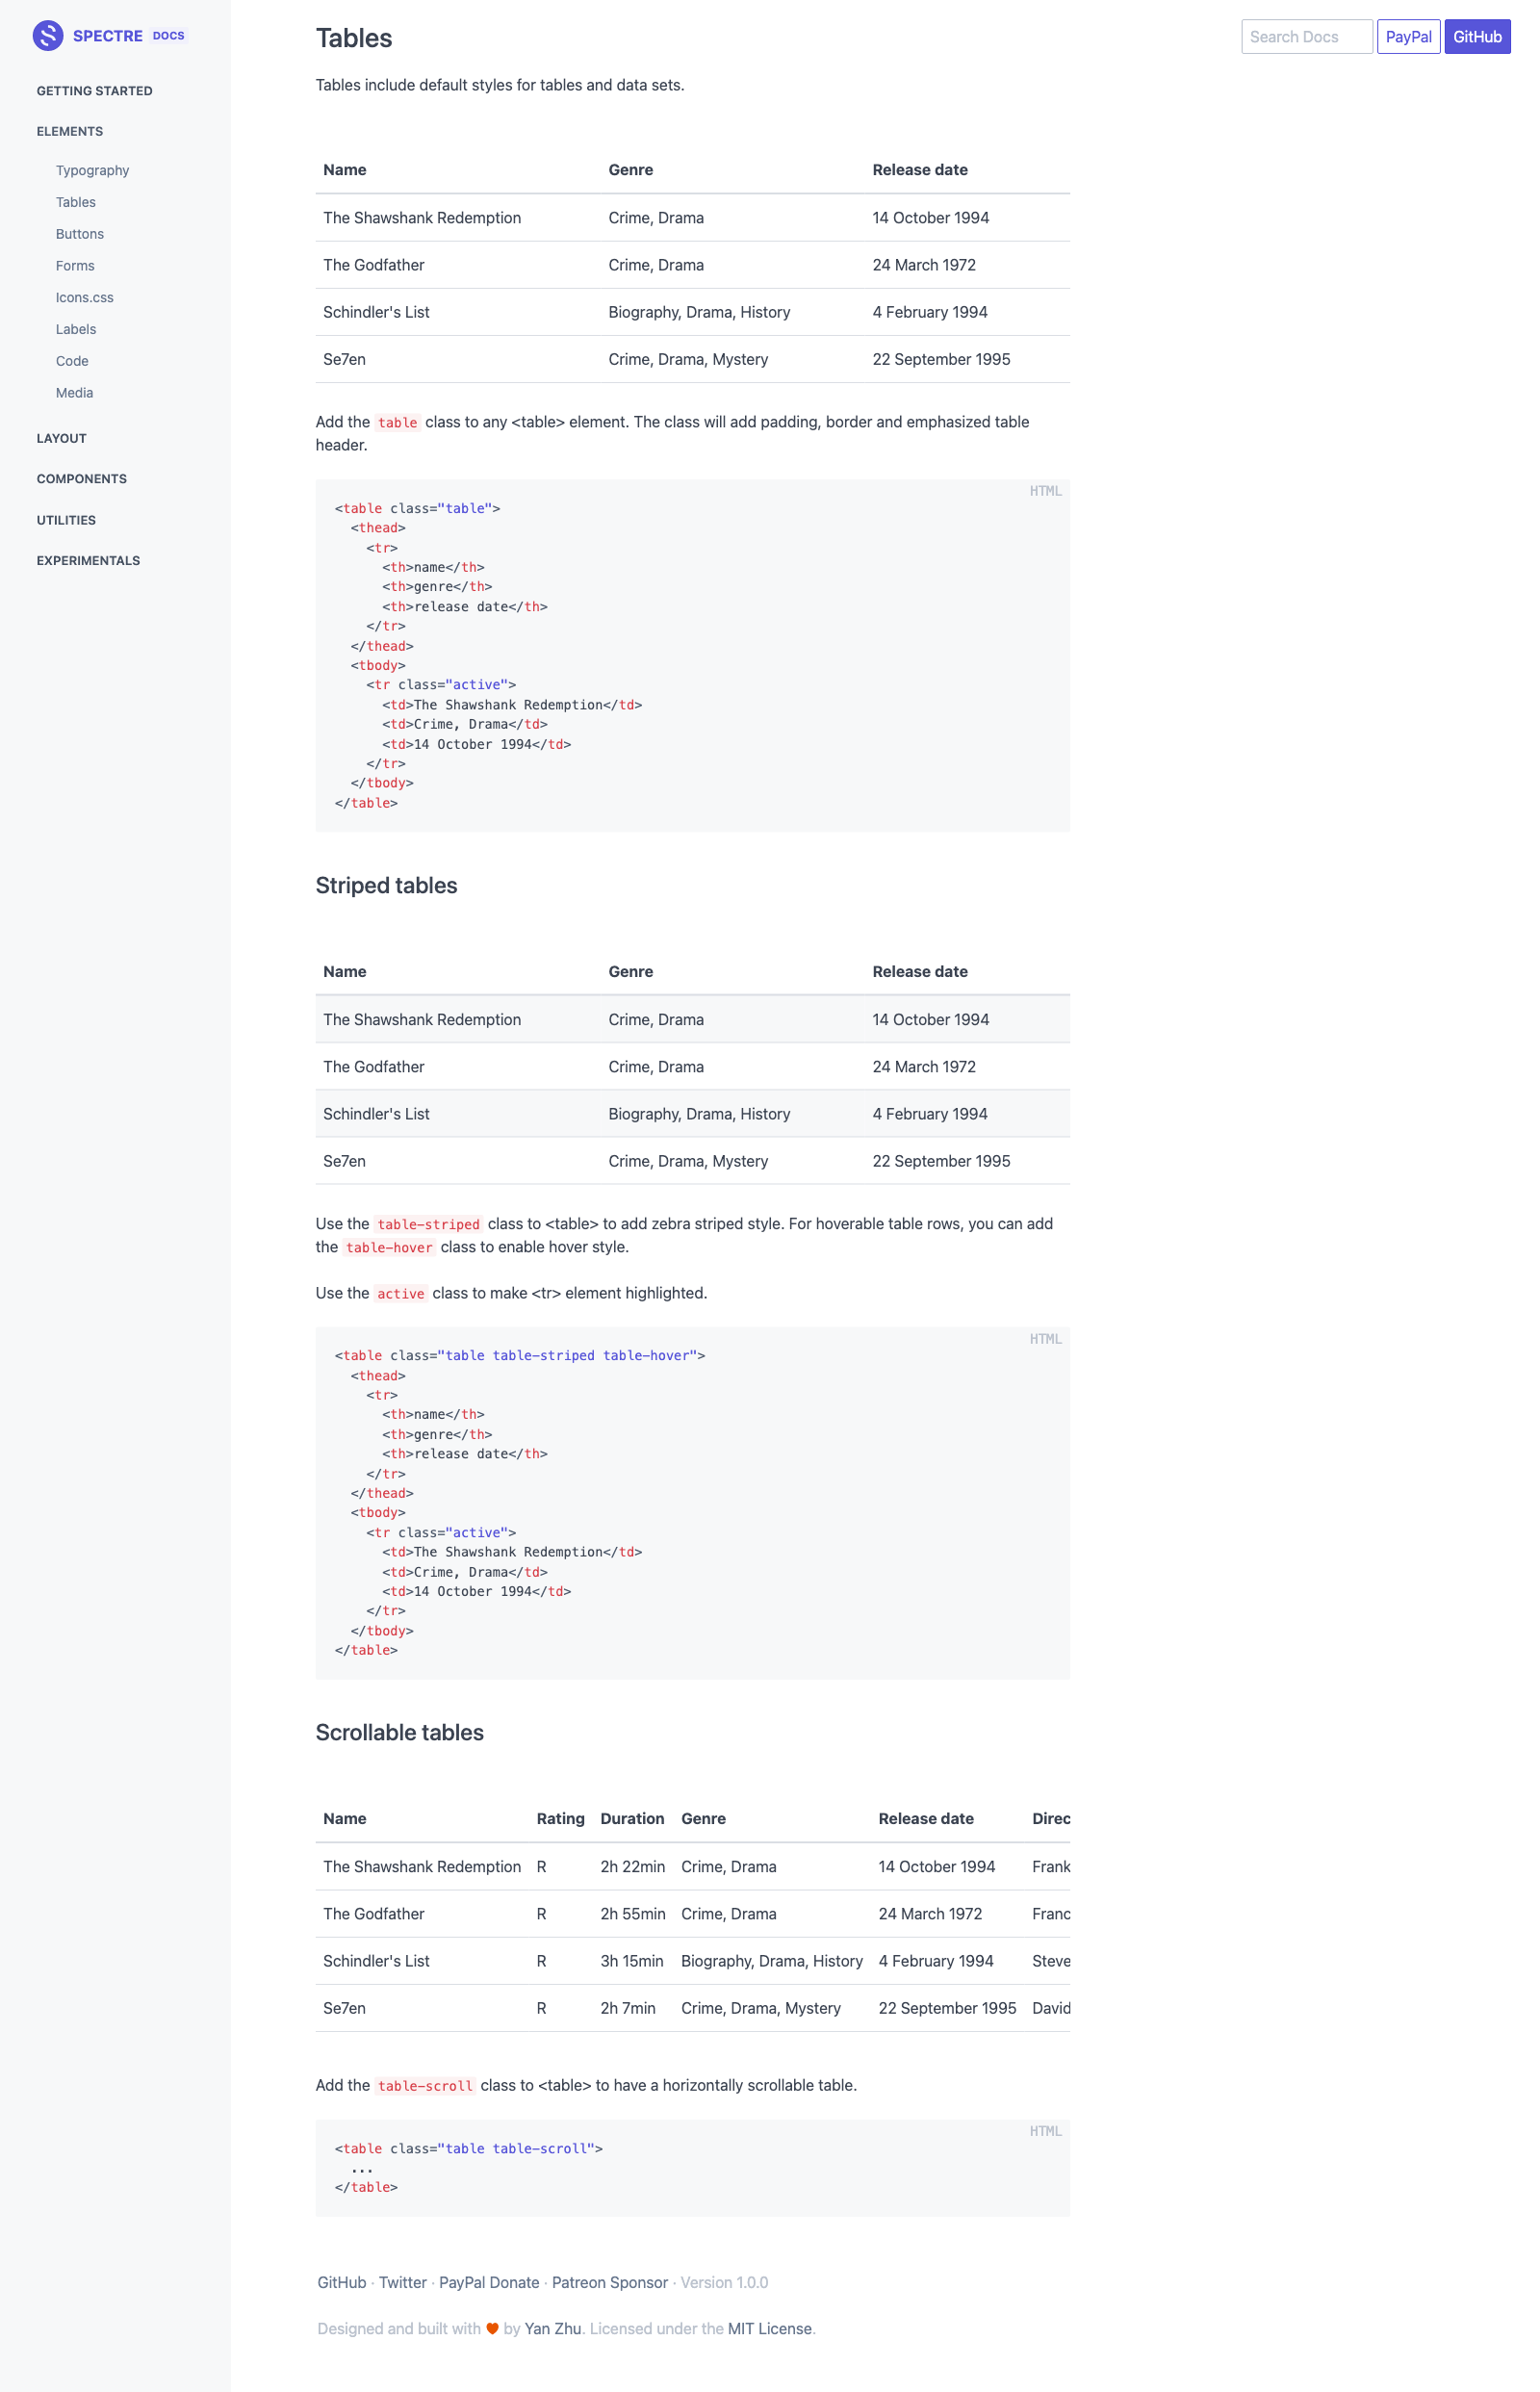 SPECTRE DOCS
GETTING STARTED
ELEMENTS
Typography
Tables
Buttons
Forms
Icons.css
Labels
Code
Media
LAYOUT
COMPONENTS
UTILITIES
EXPERIMENTALS
Search Docs PayPal GitHub
Tables
Tables include default styles for tables and data sets.
Name Genre Release date
The Shawshank Redemption Crime, Drama 14 October 1994
The Godfather Crime, Drama 24 March 1972
Schindler's List Biography, Drama, History 4 February 1994
Se7en Crime, Drama, Mystery 22 September 1995
Add the table class to any <table> element. The class will add padding, border and emphasized table
header.
HTML
<table class="table">
  <thead>
    <tr>
      <th>name</th>
      <th>genre</th>
      <th>release date</th>
    </tr>
  </thead>
  <tbody>
    <tr class="active">
      <td>The Shawshank Redemption</td>
      <td>Crime, Drama</td>
      <td>14 October 1994</td>
    </tr>
  </tbody>
</table>
Striped tables
Name Genre Release date
The Shawshank Redemption Crime, Drama 14 October 1994
The Godfather Crime, Drama 24 March 1972
Schindler's List Biography, Drama, History 4 February 1994
Se7en Crime, Drama, Mystery 22 September 1995
Use the table-striped class to <table> to add zebra striped style. For hoverable table rows, you can add
the table-hover class to enable hover style.
Use the active class to make <tr> element highlighted.
HTML
<table class="table table-striped table-hover">
  <thead>
    <tr>
      <th>name</th>
      <th>genre</th>
      <th>release date</th>
    </tr>
  </thead>
  <tbody>
    <tr class="active">
      <td>The Shawshank Redemption</td>
      <td>Crime, Drama</td>
      <td>14 October 1994</td>
    </tr>
  </tbody>
</table>
Scrollable tables
Name Rating Duration Genre Release date Direc
The Shawshank Redemption R 2h 22min Crime, Drama 14 October 1994 Frank
The Godfather R 2h 55min Crime, Drama 24 March 1972 Franc
Schindler's List R 3h 15min Biography, Drama, History 4 February 1994 Steve
Se7en R 2h 7min Crime, Drama, Mystery 22 September 1995 David
Add the table-scroll class to <table> to have a horizontally scrollable table.
HTML
<table class="table table-scroll">
  ...
</table>
GitHub · Twitter · PayPal Donate · Patreon Sponsor · Version 1.0.0
Designed and built with ♥ by Yan Zhu. Licensed under the MIT License.